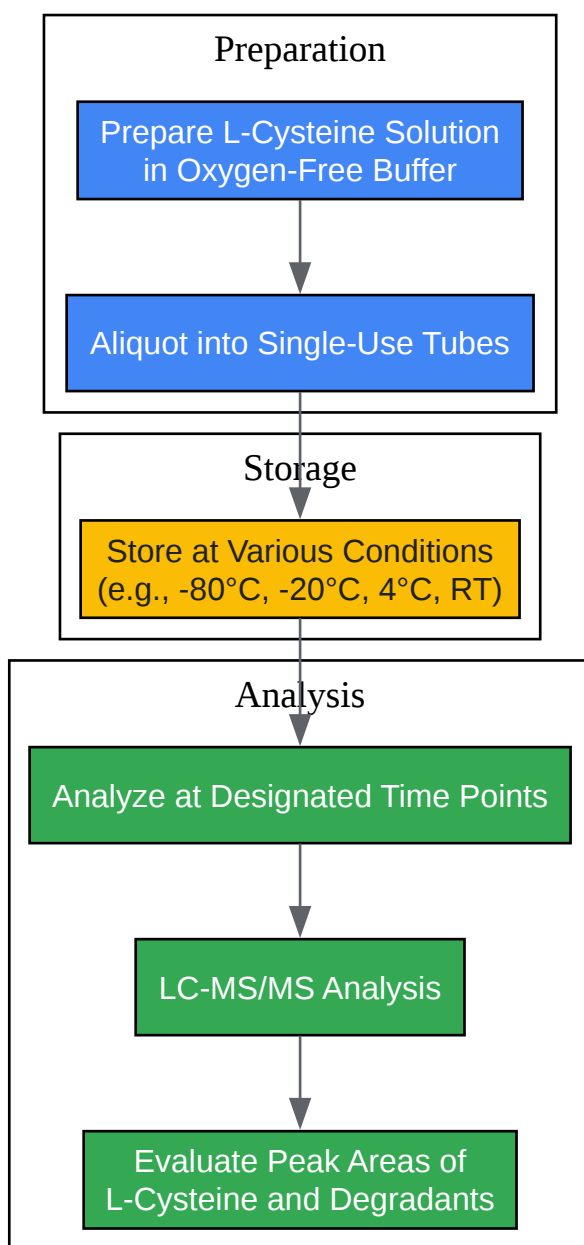 Preparation
Prepare L-Cysteine Solution
in Oxygen-Free Buffer
Aliquot into Single-Use Tubes
Storage
Store at Various Conditions
(e.g., -80°C, -20°C, 4°C, RT)
Analysis
Analyze at Designated Time Points
LC-MS/MS Analysis
Evaluate Peak Areas of
L-Cysteine and Degradants